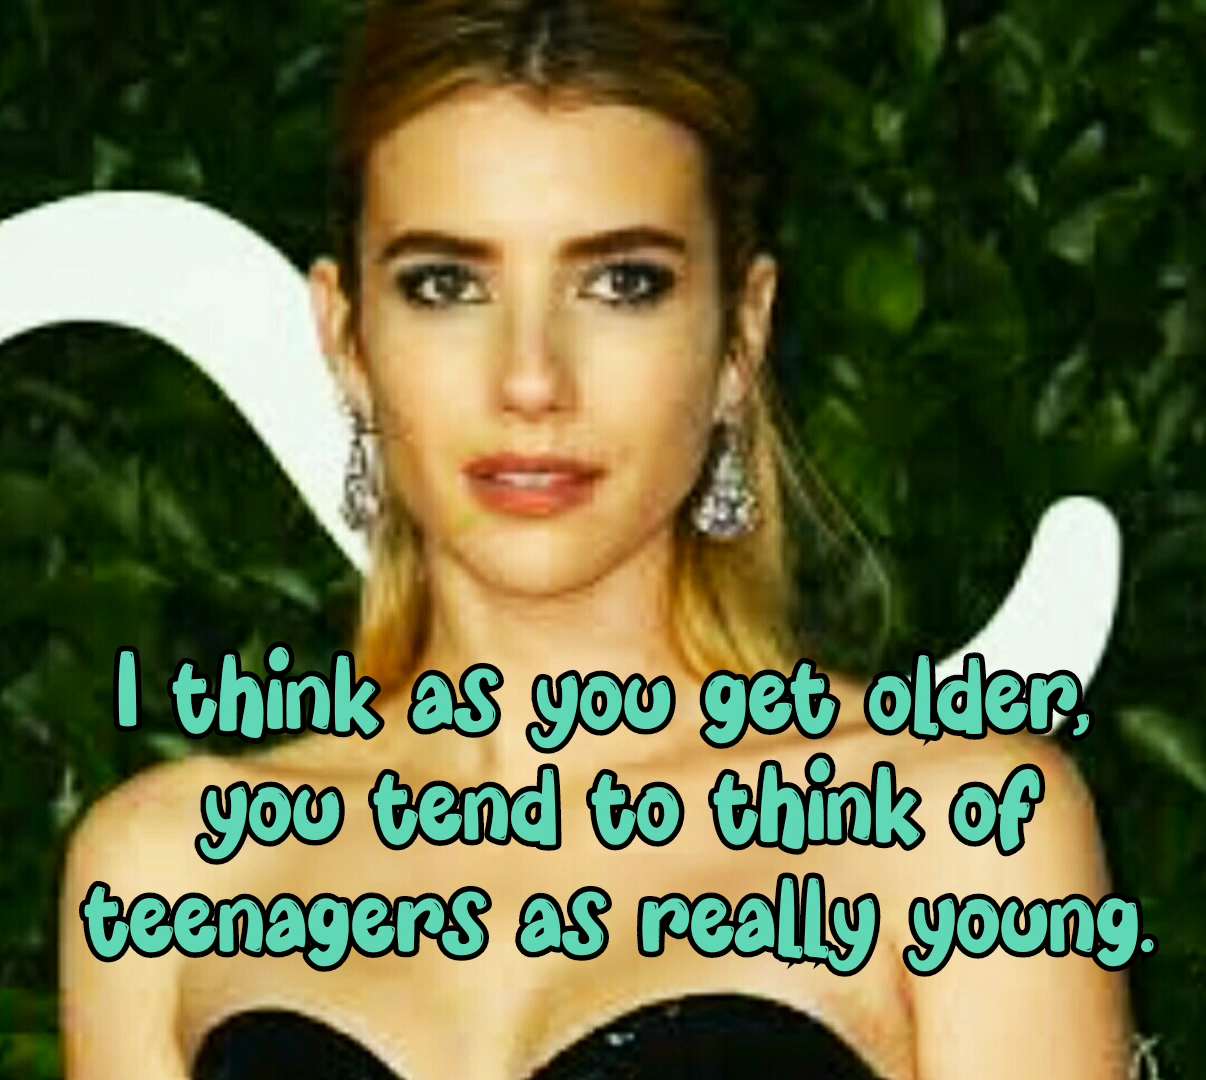 I think as you get older,
you tend to think of
teenagers as really young.